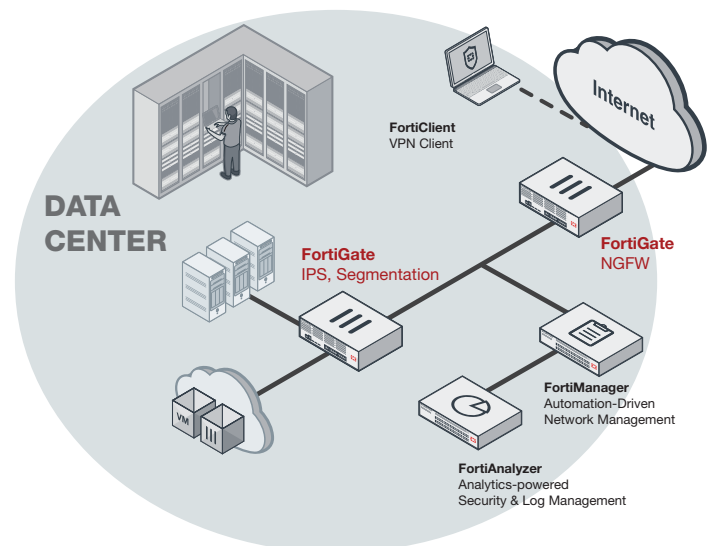 Internet
FortiClient
VPN Client
DATA
CENTER
FortiGate
IPS, Segmentation
FortiGate
NGFW
VM
FortiManager
Automation-Driven
Network Management
FortiAnalyzer
Analytics-powered
Security & Log Management